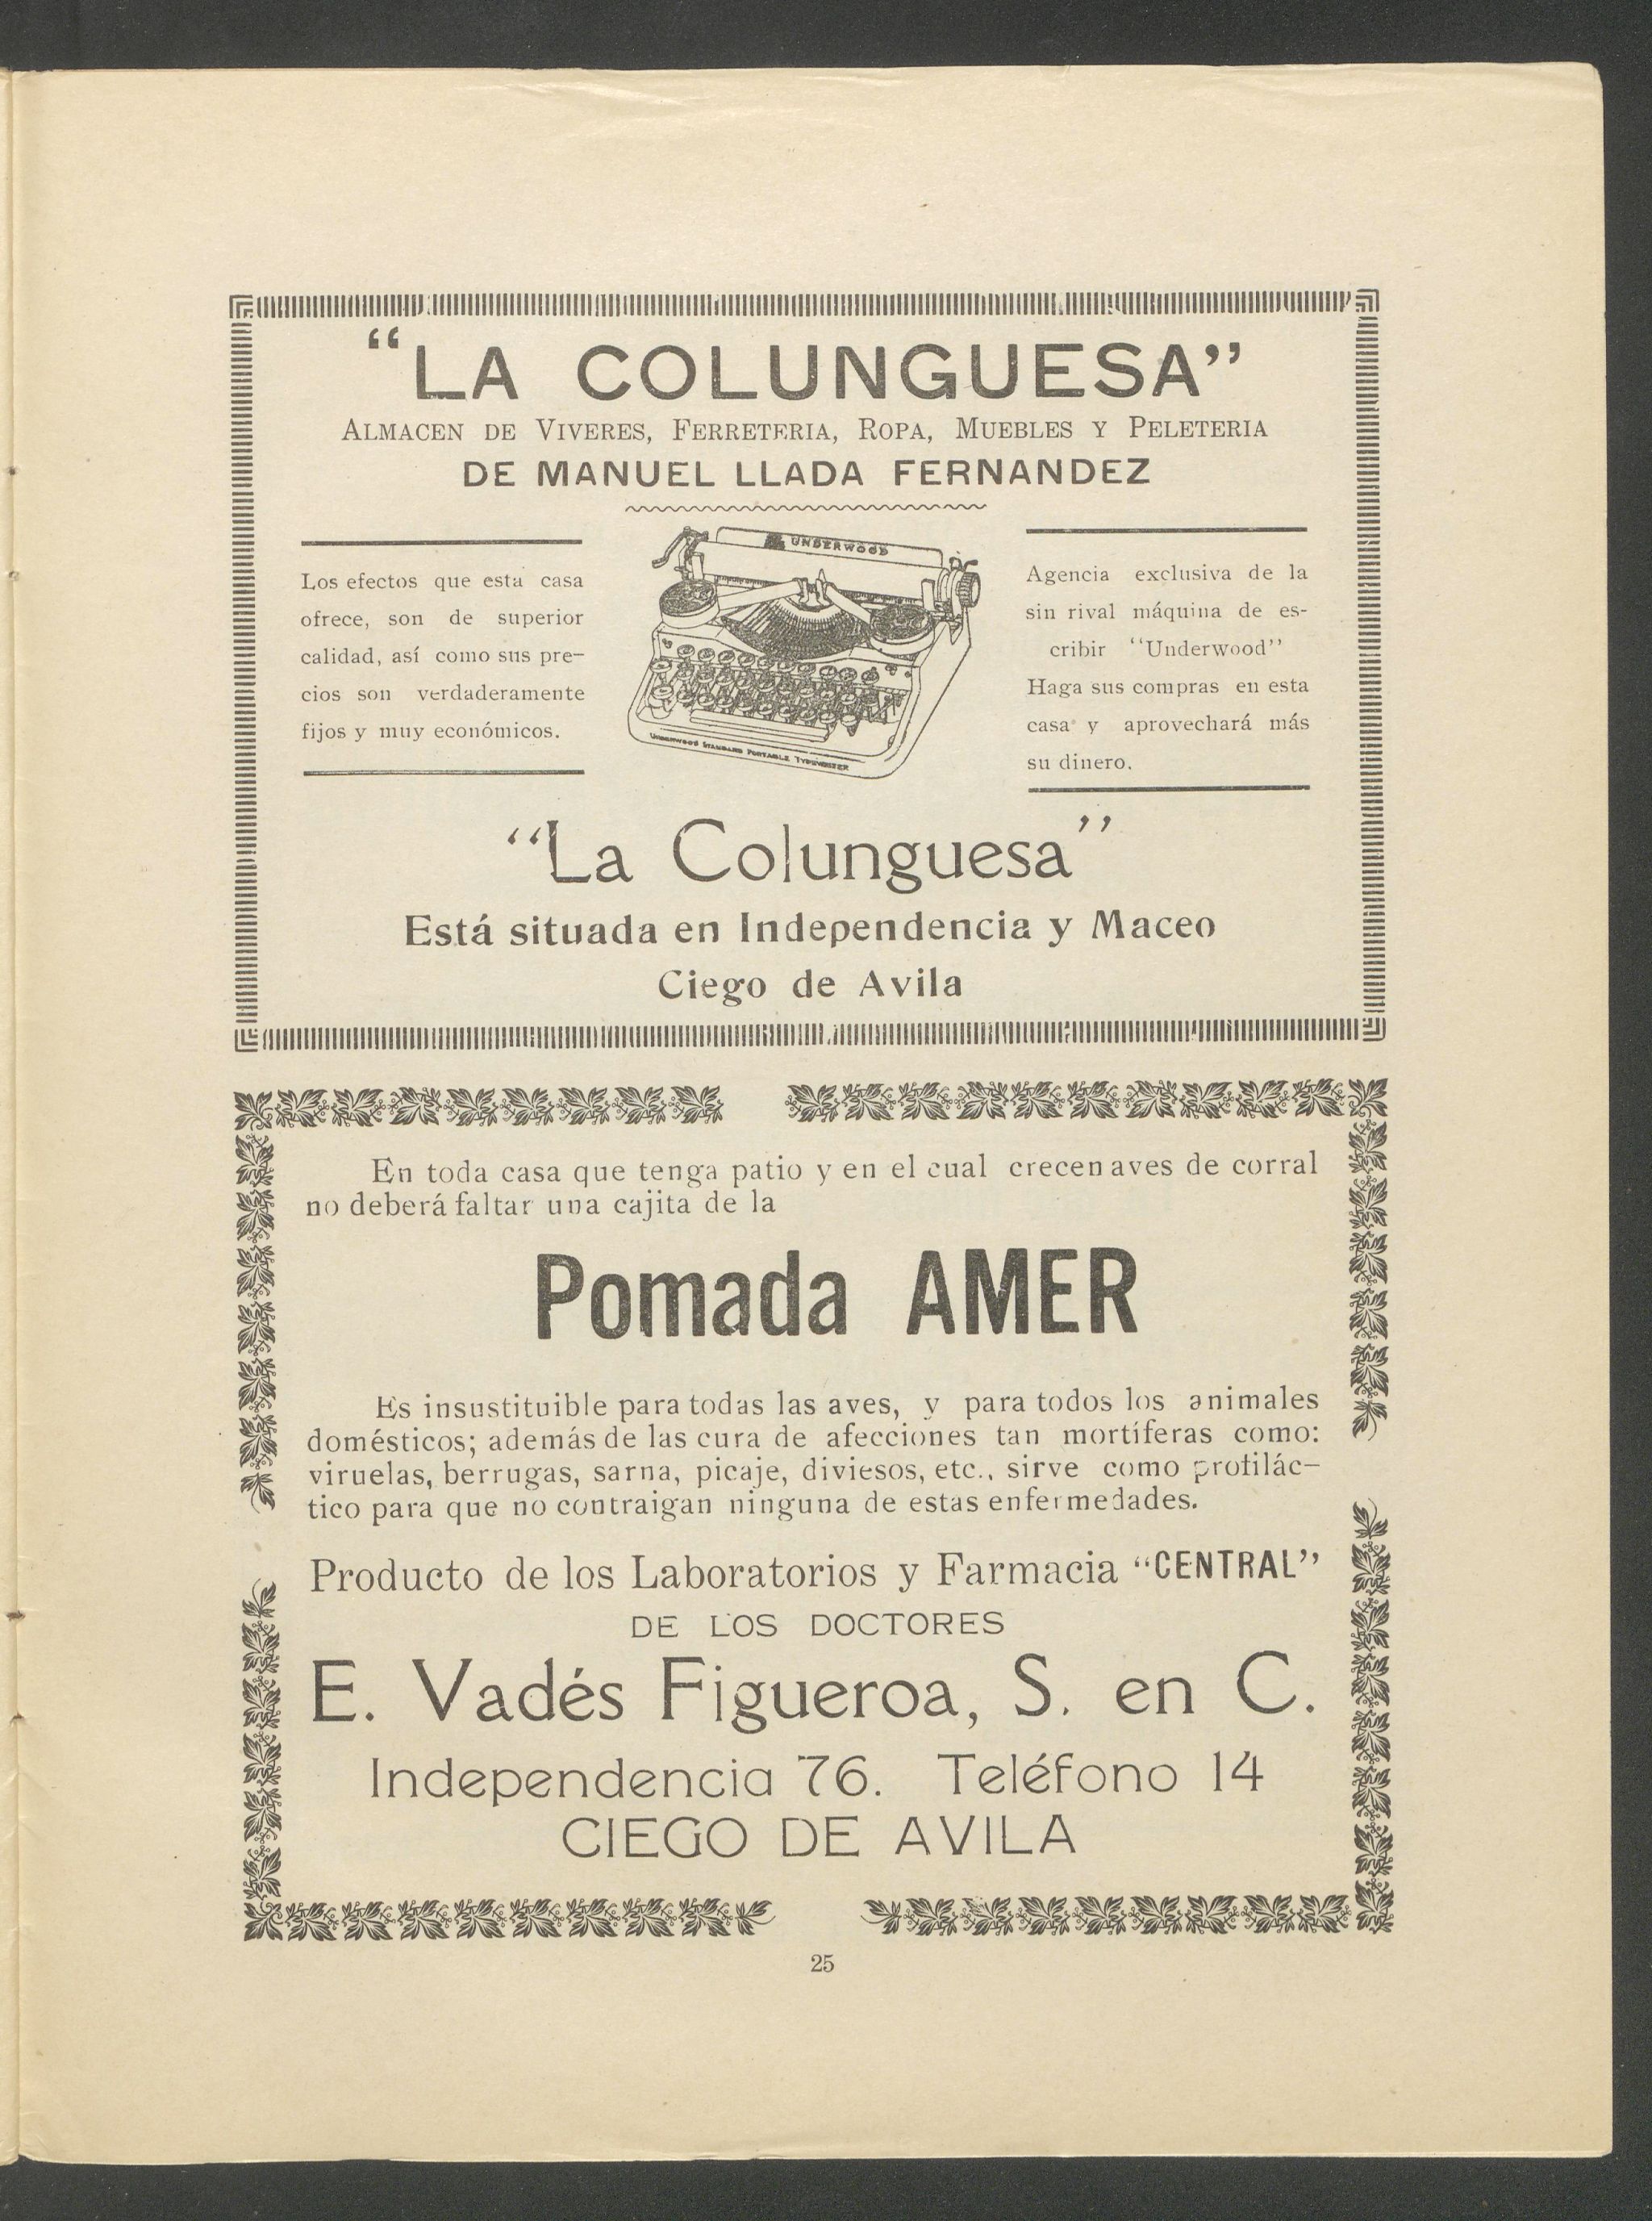 “LA COLUNGUESA”
ALMACEN DE VIVERES, FERRETERIA, ROPA, MUEBLES Y PELETERIA
DE MANUEL LLADA FERNANDEZ
Los efectos que esta casa
ofrece, son de superior
calidad, así como sus pre-
cios son verdaderamente
fijos y muy económicos.
UNDERWOOD
UNDERWOOD STANDARD PORTABLE TYPEWRITER
Agencia exclusiva de la
sin rival máquina de es-
cribir “Underwood”
Haga sus compras en esta
casa y aprovechará más
su dinero.
“La Colunguesa”
Está situada en Independencia y Maceo
Ciego de Avila
En toda casa que tenga patio y en el cual crecen aves de corral
no deberá faltar una cajita de la
Pomada AMER
Es insustituible para todas las aves, y para todos los animales
domésticos; además de las cura de afecciones tan mortíferas como:
viruelas, berrugas, sarna, picaje, diviesos, etc., sirve como profilác-
tico para que no contraigan ninguna de estas enfermedades.
Producto de los Laboratorios y Farmacia “CENTRAL”
DE LOS DOCTORES
E. Vadés Figueroa, S. en C.
Independencia 76. Teléfono 14
CIEGO DE AVILA
25